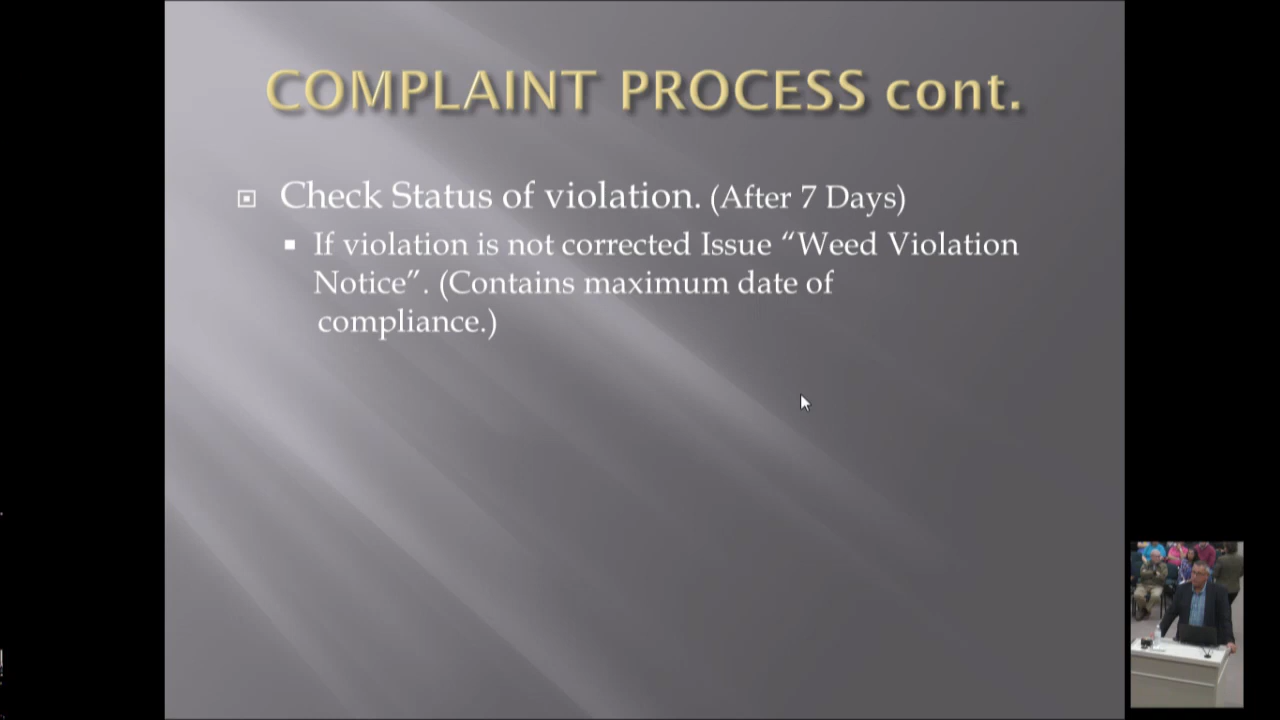 COMPLAINT PROCESS cont.
Check Status of violation. (After 7 Days)
If violation is not corrected Issue “Weed Violation
Notice”. (Contains maximum date of
compliance.)